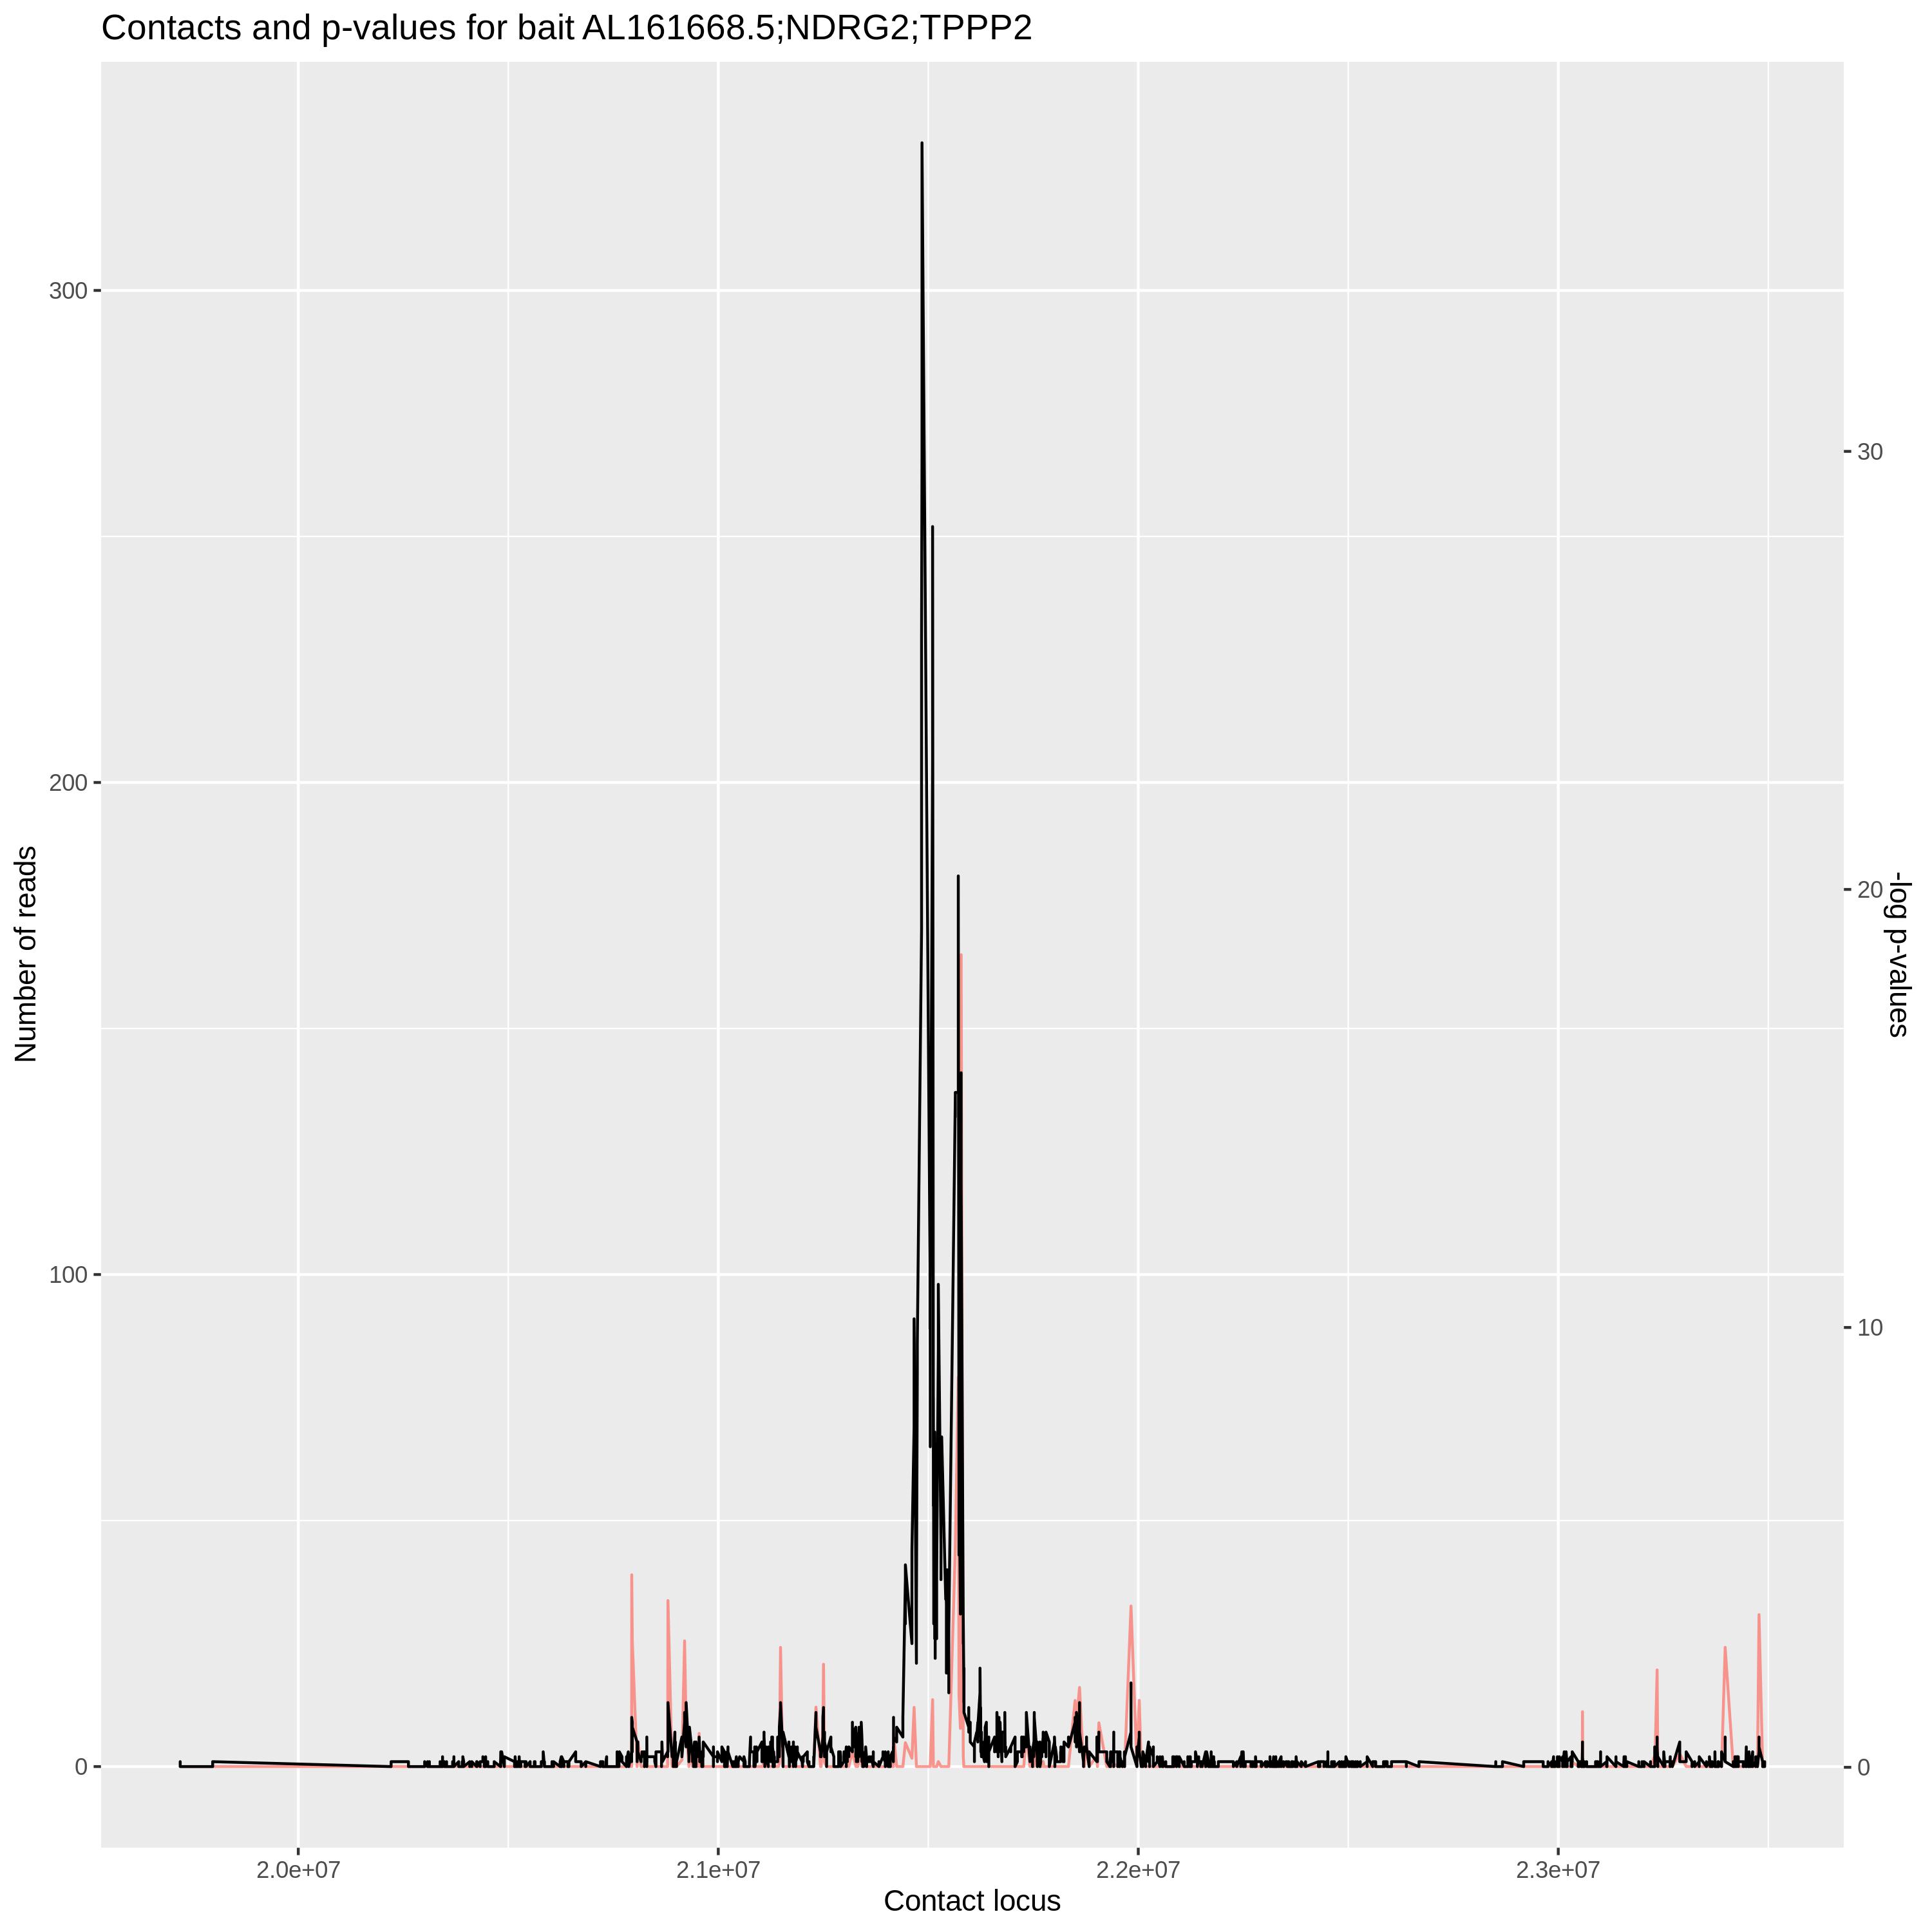 Contacts and p-values for bait AL161668.5;NDRG2;TPPP2
300
200
100
0
Number of reads
30
20
10
0
-log p-values
2.0e+07
2.1e+07
2.2e+07
2.3e+07
Contact locus